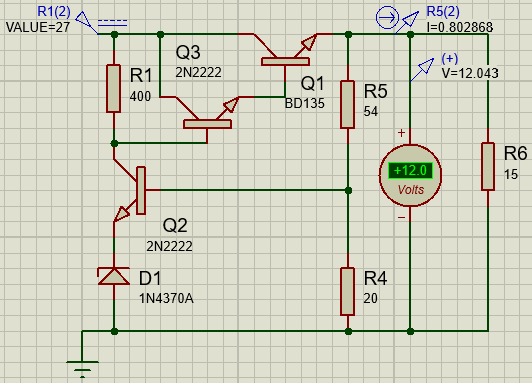 R1(2)
VALUE=27
R5(2)
I=0.802868
(+)
V=12.043
Q3
2N2222
R1
400
Q1
BD135
R5
54
+
+12.0
Volts
−
R6
15
Q2
2N2222
D1
1N4370A
R4
20